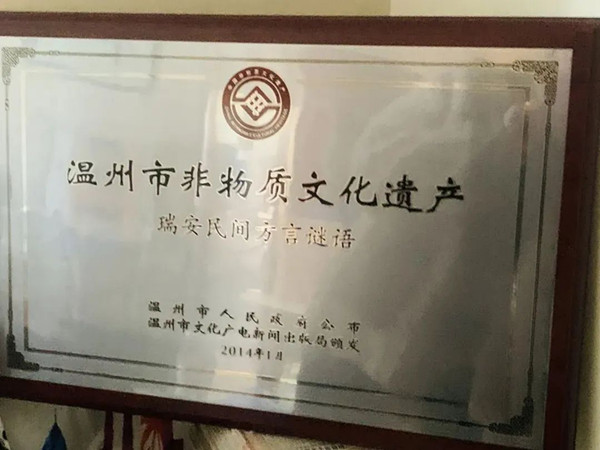 温州市非物质文化遗产
瑞安民间方言谜语
温州市人民政府公布
温州市文化广电新闻出版局颁发
2014年1月